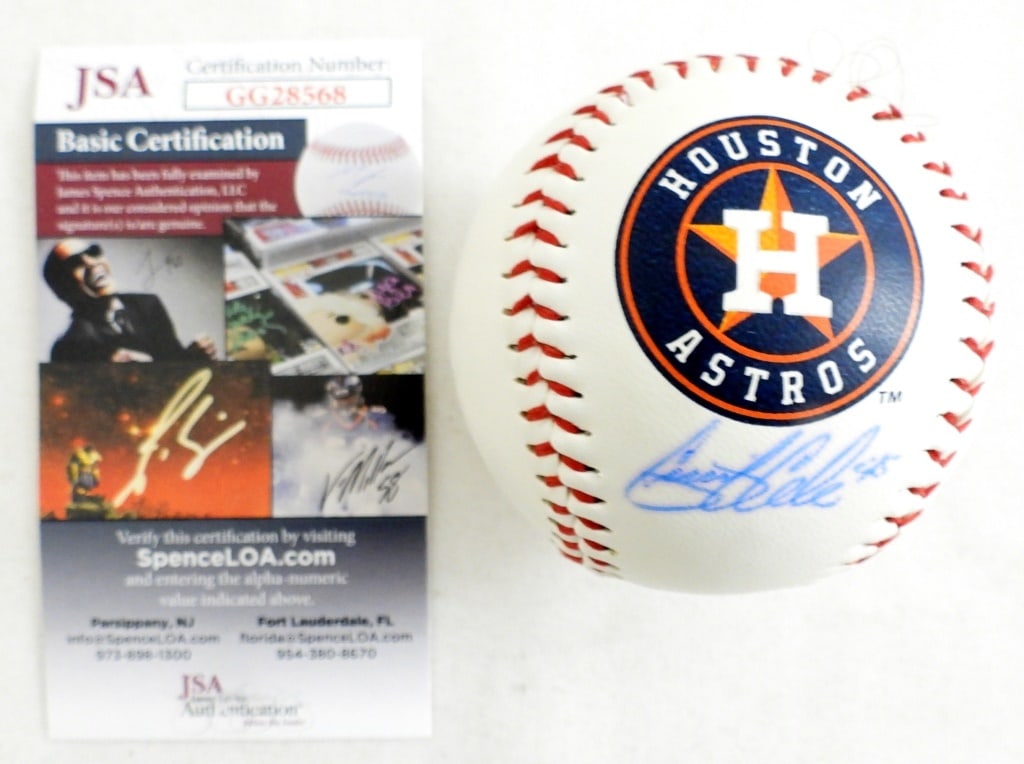 JSA
Certification Number
GG28568
Basic Certification
This item has been fully examined by
James Spence Authentication, LLC
and it is our considered opinion that the
signature(s) is/are genuine.
Verify this certification by visiting
SpenceLOA.com
and entering the alpha-numeric
value indicated above.
Parsippany, NJ
info@SpenceLOA.com
973-898-1300
Fort Lauderdale, FL
florida@SpenceLOA.com
954-380-8670
JSA
Authentication
HOUSTON
H
ASTROS
TM